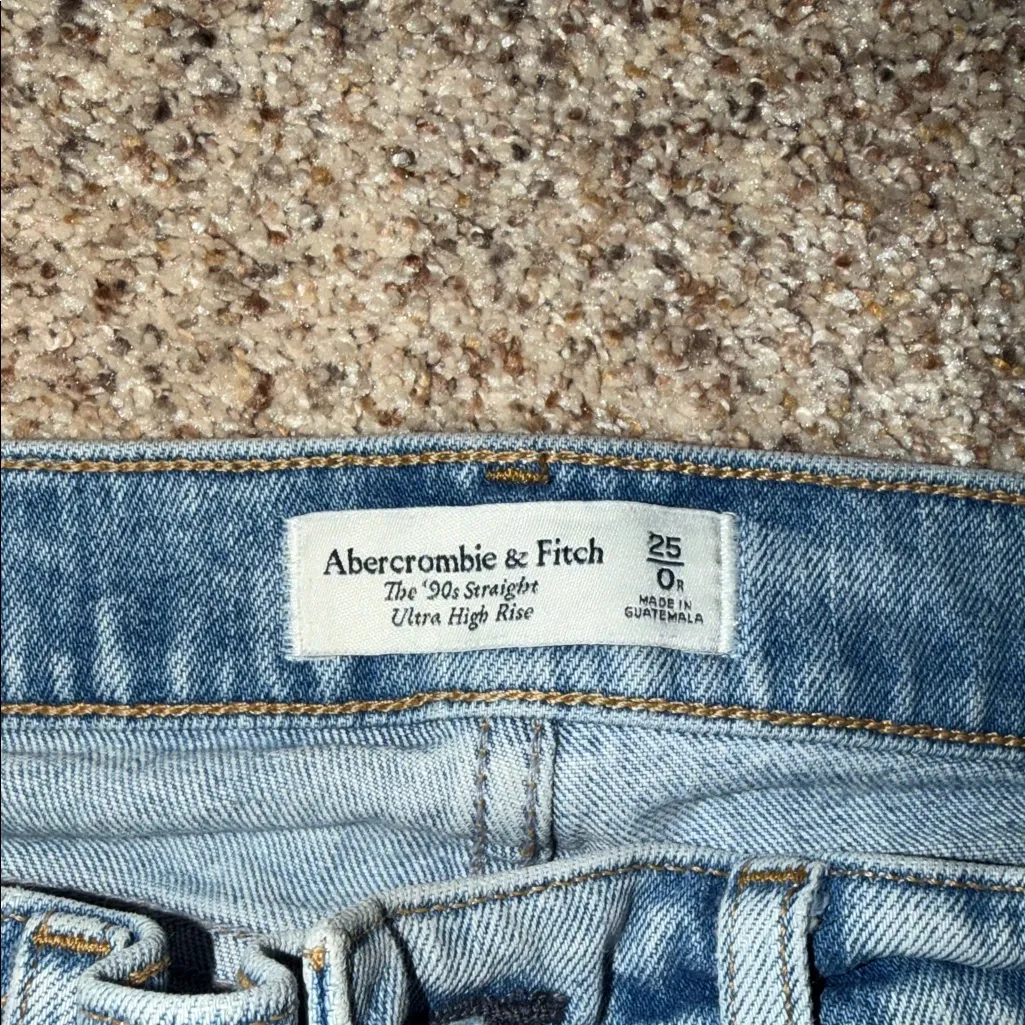 Abercrombie & Fitch
The '90s Straight
Ultra High Rise
25
0R
MADE IN
GUATEMALA